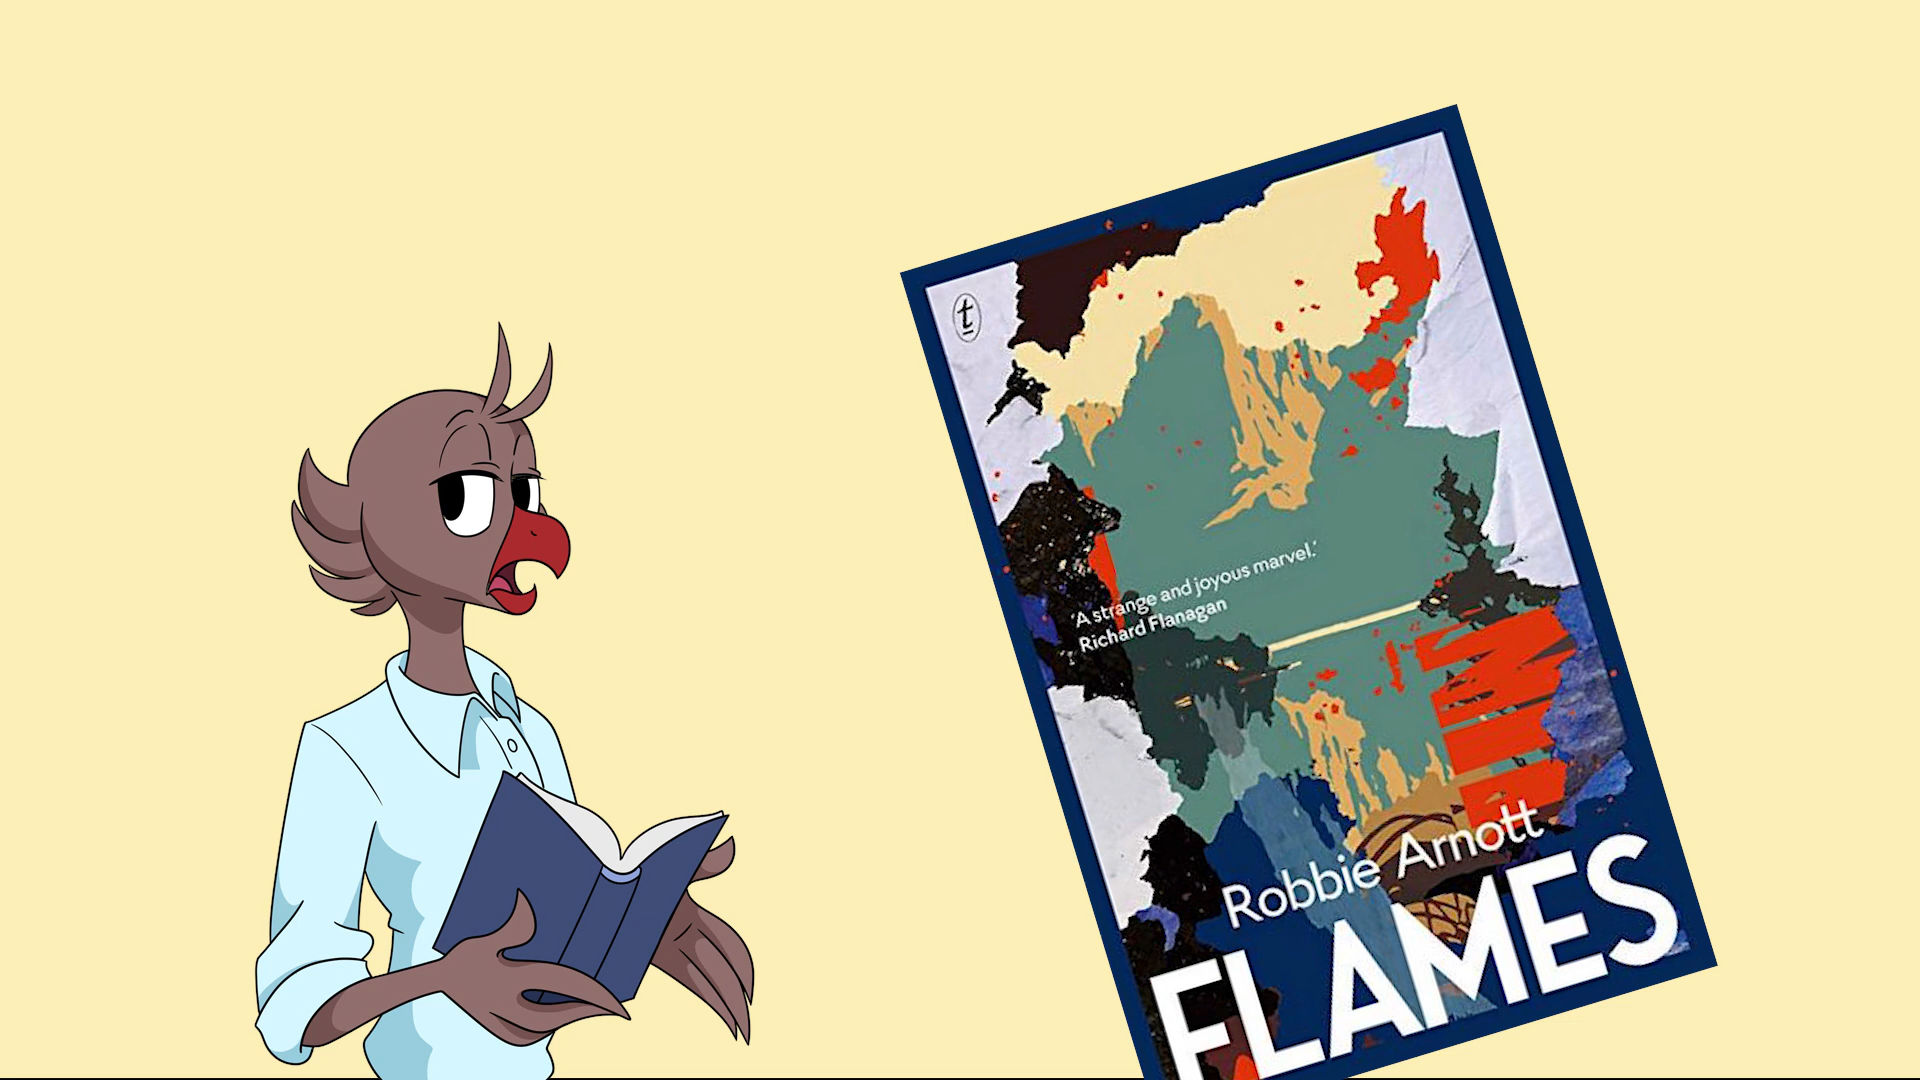 t
'A strange and joyous marvel.'
Richard Flanagan
Robbie Arnott
FLAMES